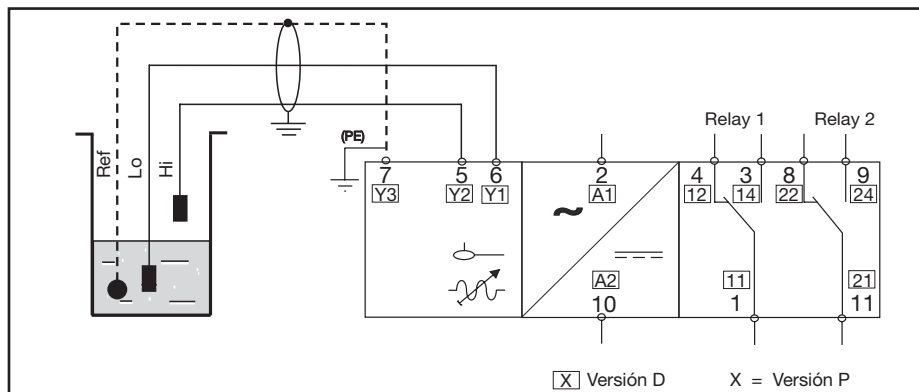 Relay 1
Relay 2
(PE)
Ref
Lo
Hi
7
5
6
2
4
3
8
9
Y3
Y2
Y1
A1
12
14
22
24
~
A2
11
21
10
1
11
X Versión D
X = Versión P